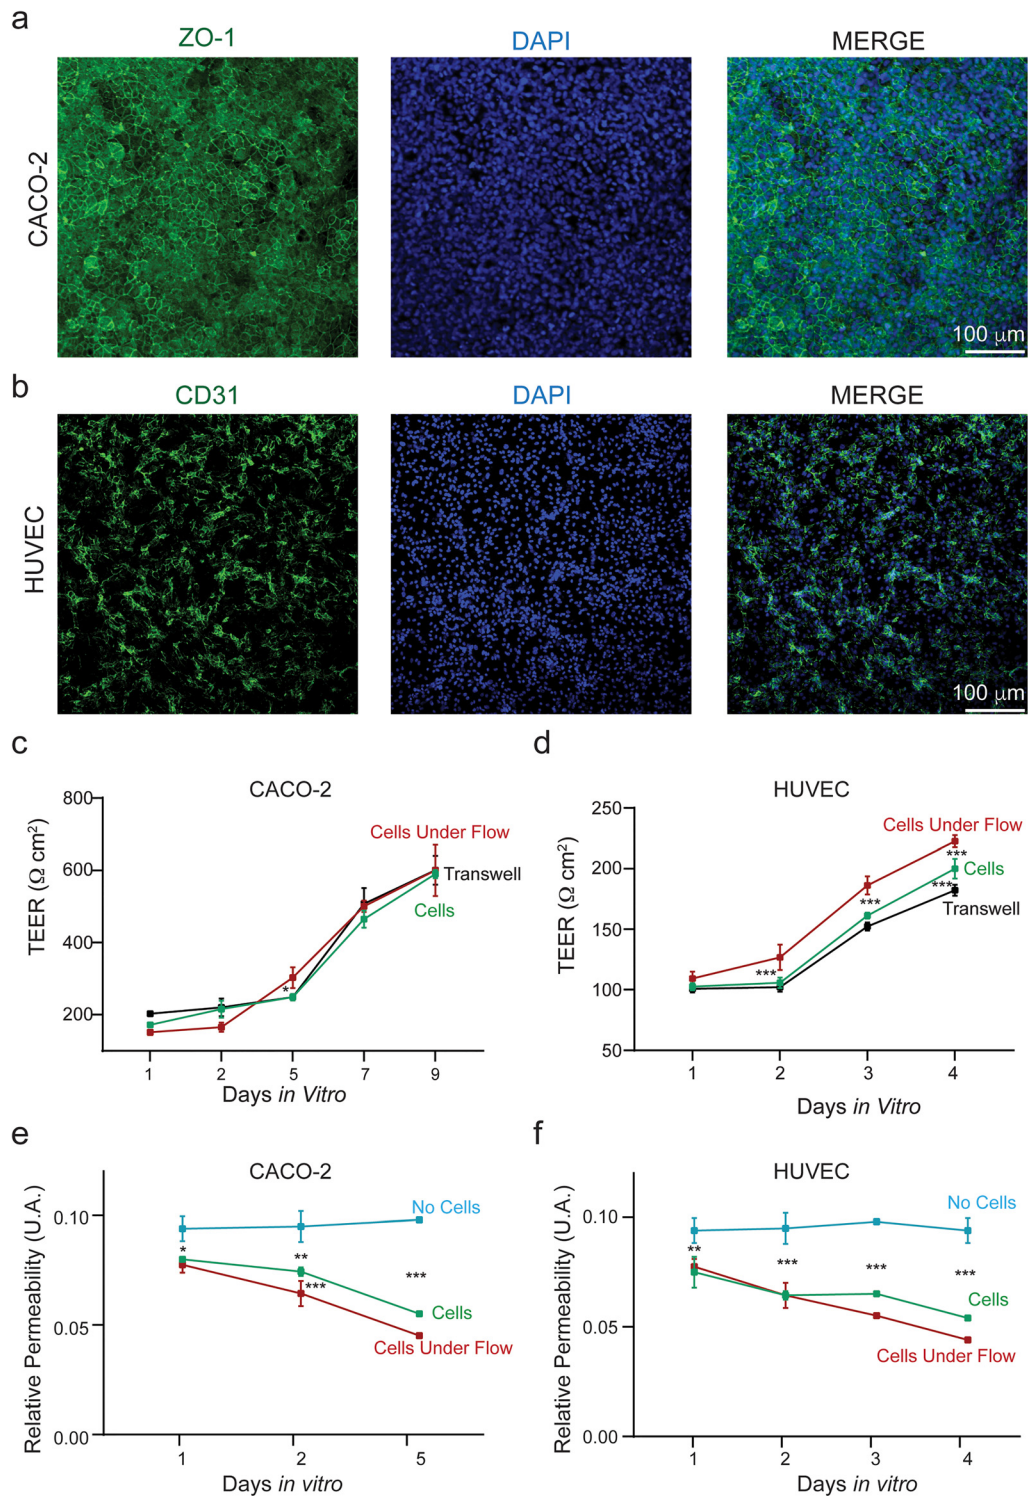 a
ZO-1
DAPI
MERGE
CACO-2
100 μm
b
CD31
DAPI
MERGE
HUVEC
100 μm
c
CACO-2
TEER (Ω cm²)
800
600
400
200
Cells Under Flow
Transwell
Cells
*
1 2 5 7 9
Days in Vitro
d
HUVEC
TEER (Ω cm²)
250
200
150
100
50
Cells Under Flow
***
Cells
***
Transwell
***
***
1 2 3 4
Days in Vitro
e
CACO-2
Relative Permeability (U.A.)
0.10
0.05
0.00
No Cells
*
**
***
***
Cells
Cells Under Flow
1 2 5
Days in vitro
f
HUVEC
Relative Permeability (U.A.)
0.10
0.05
0.00
No Cells
**
***
***
***
Cells
Cells Under Flow
1 2 3 4
Days in vitro